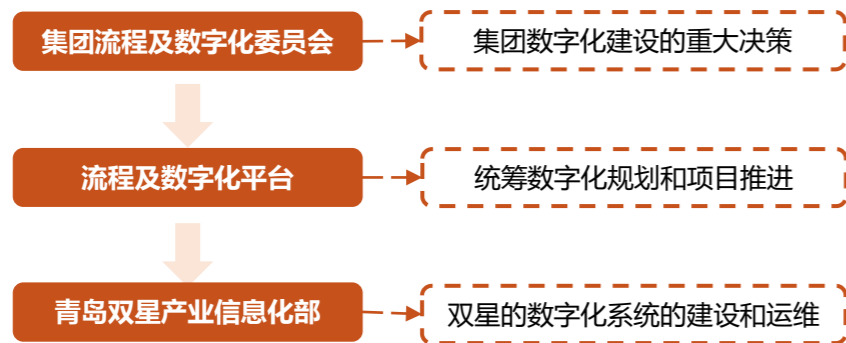 集团流程及数字化委员会
集团数字化建设的重大决策
流程及数字化平台
统筹数字化规划和项目推进
青岛双星产业信息化部
双星的数字化系统的建设和运维